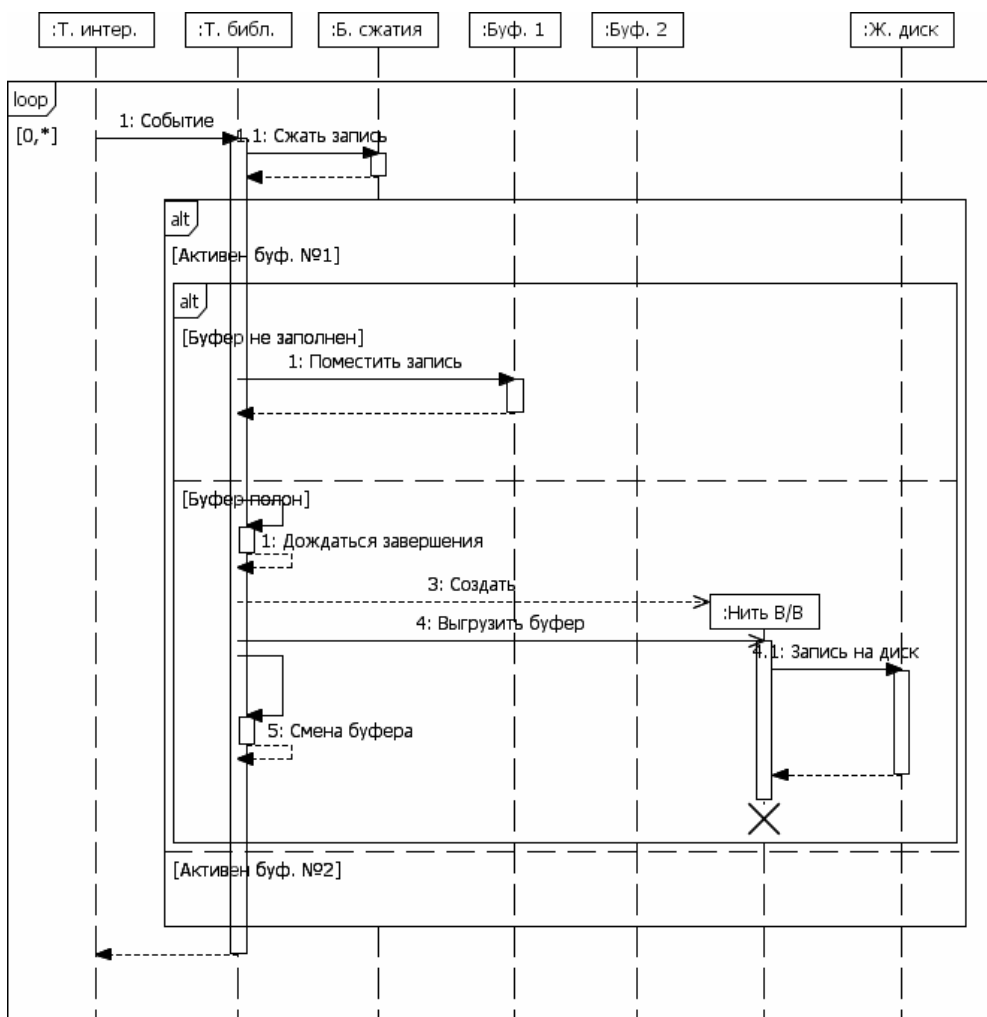 :Т. интер.
:Т. библ.
:Б. сжатия
:Буф. 1
:Буф. 2
:Ж. диск
loop
[0,*]
1: Событие
1.1: Сжать запись
alt
[Активен буф. №1]
alt
[Буфер не заполнен]
1: Поместить запись
[Буфер полон]
1: Дождаться завершения
3: Создать
:Нить В/В
4: Выгрузить буфер
4.1: Запись на диск
5: Смена буфера
[Активен буф. №2]